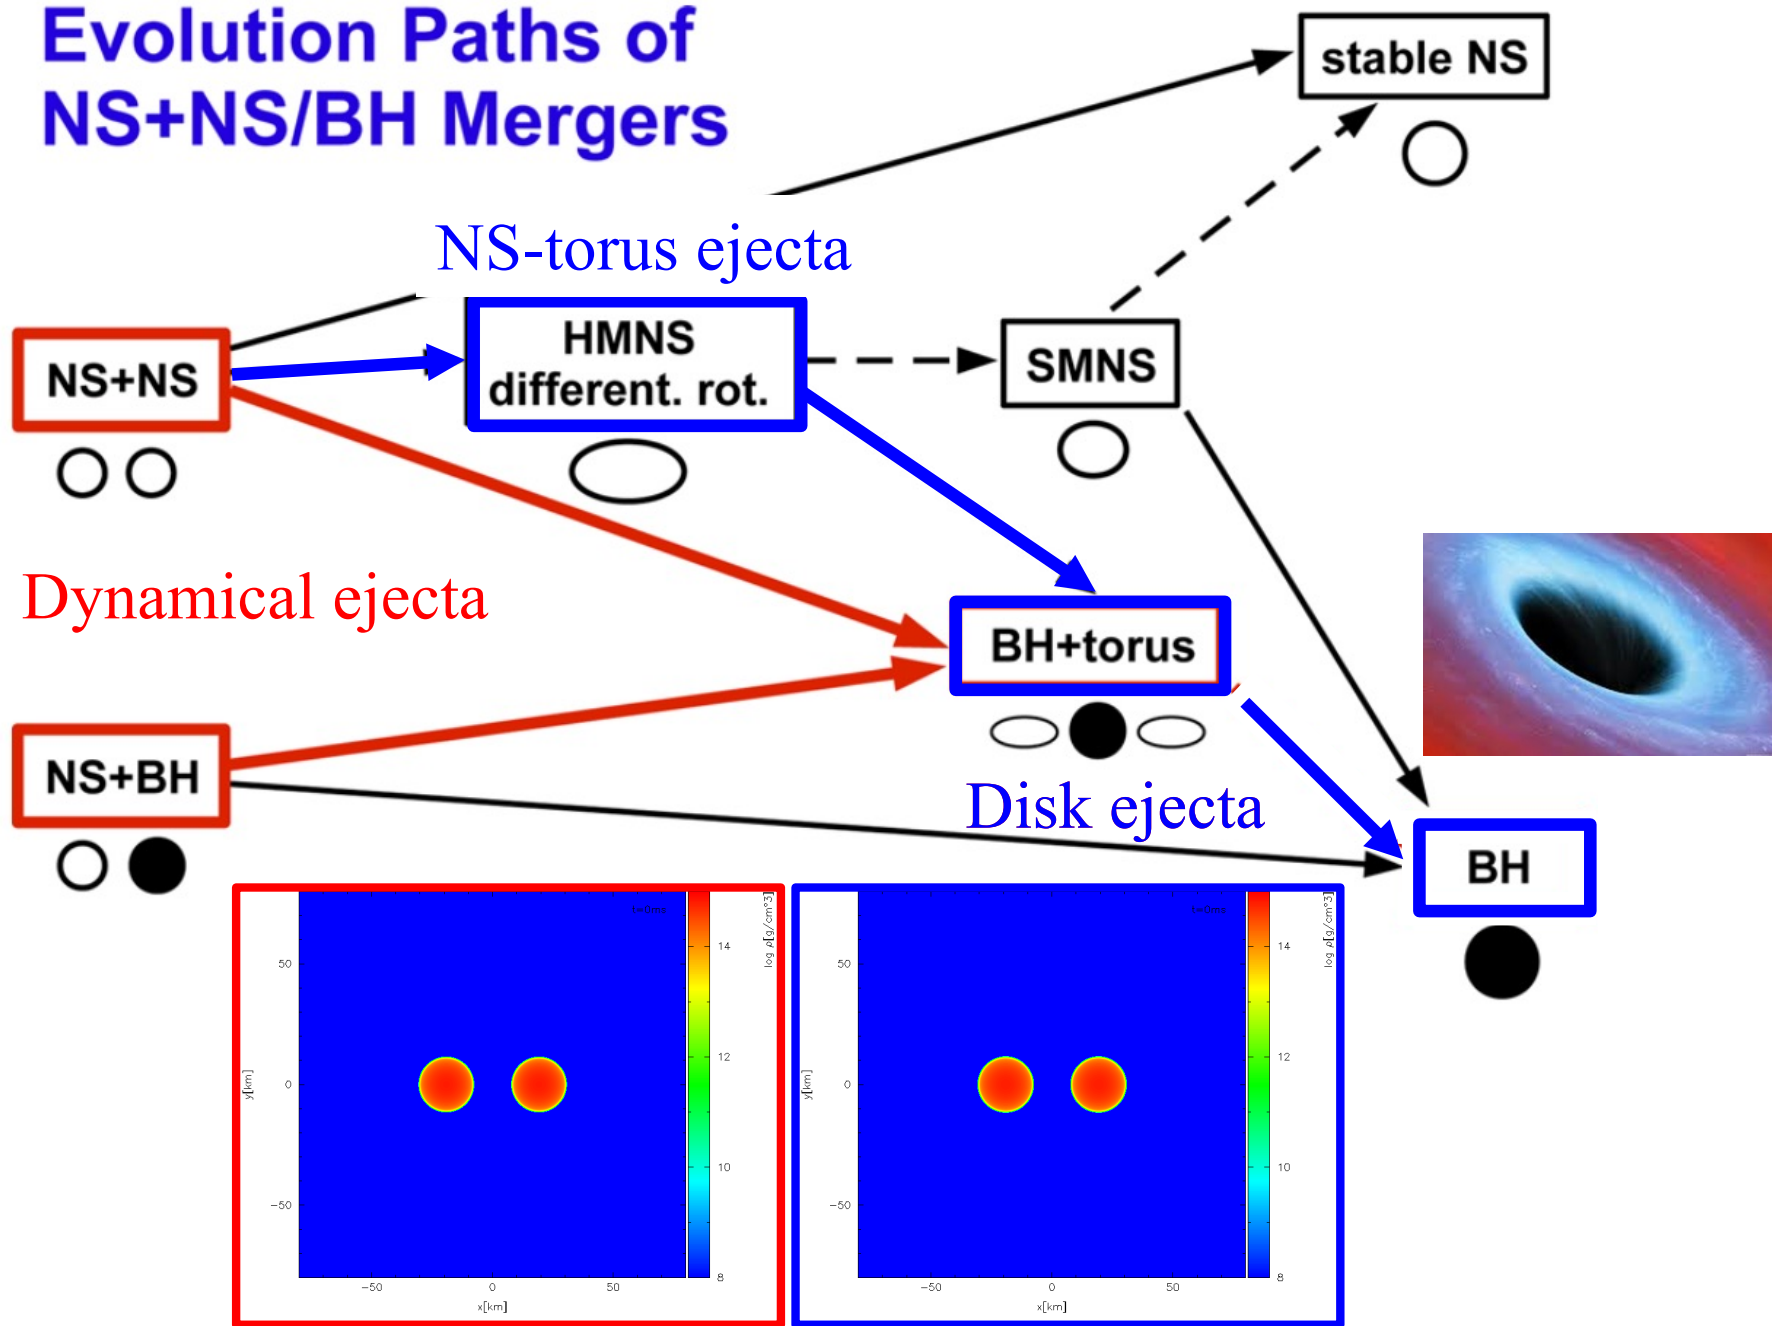 Evolution Paths of
NS+NS/BH Mergers
stable NS
NS-torus ejecta
HMNS
different. rot.
SMNS
NS+NS
Dynamical ejecta
BH+torus
NS+BH
Disk ejecta
BH
t=0ms
log ρ[g/cm^3]
14
12
10
8
50
0
-50
y[km]
-50
0
50
x[km]
t=0ms
log ρ[g/cm^3]
14
12
10
8
50
0
-50
y[km]
-50
0
50
x[km]